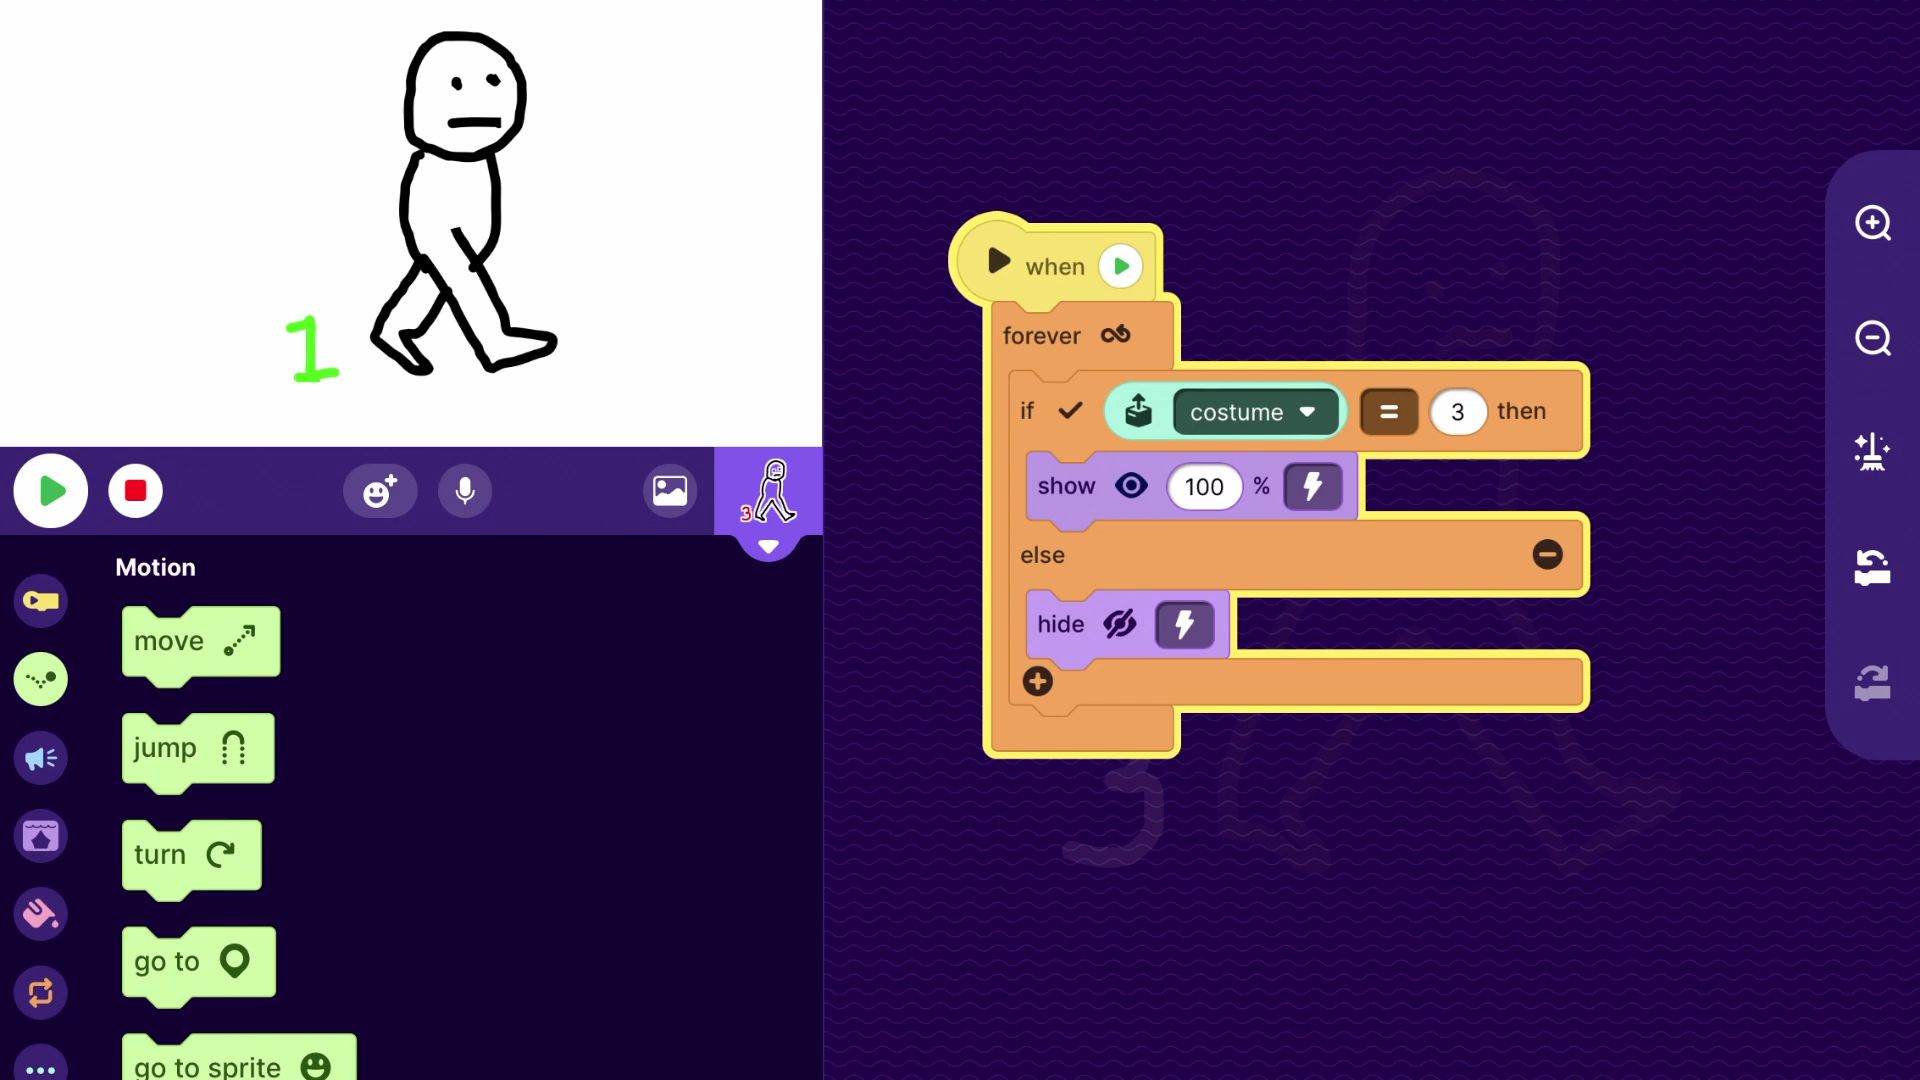 1
3
Motion
move
jump
turn
go to
go to sprite
when
forever
if costume = 3 then
show 100 %
else
hide
3